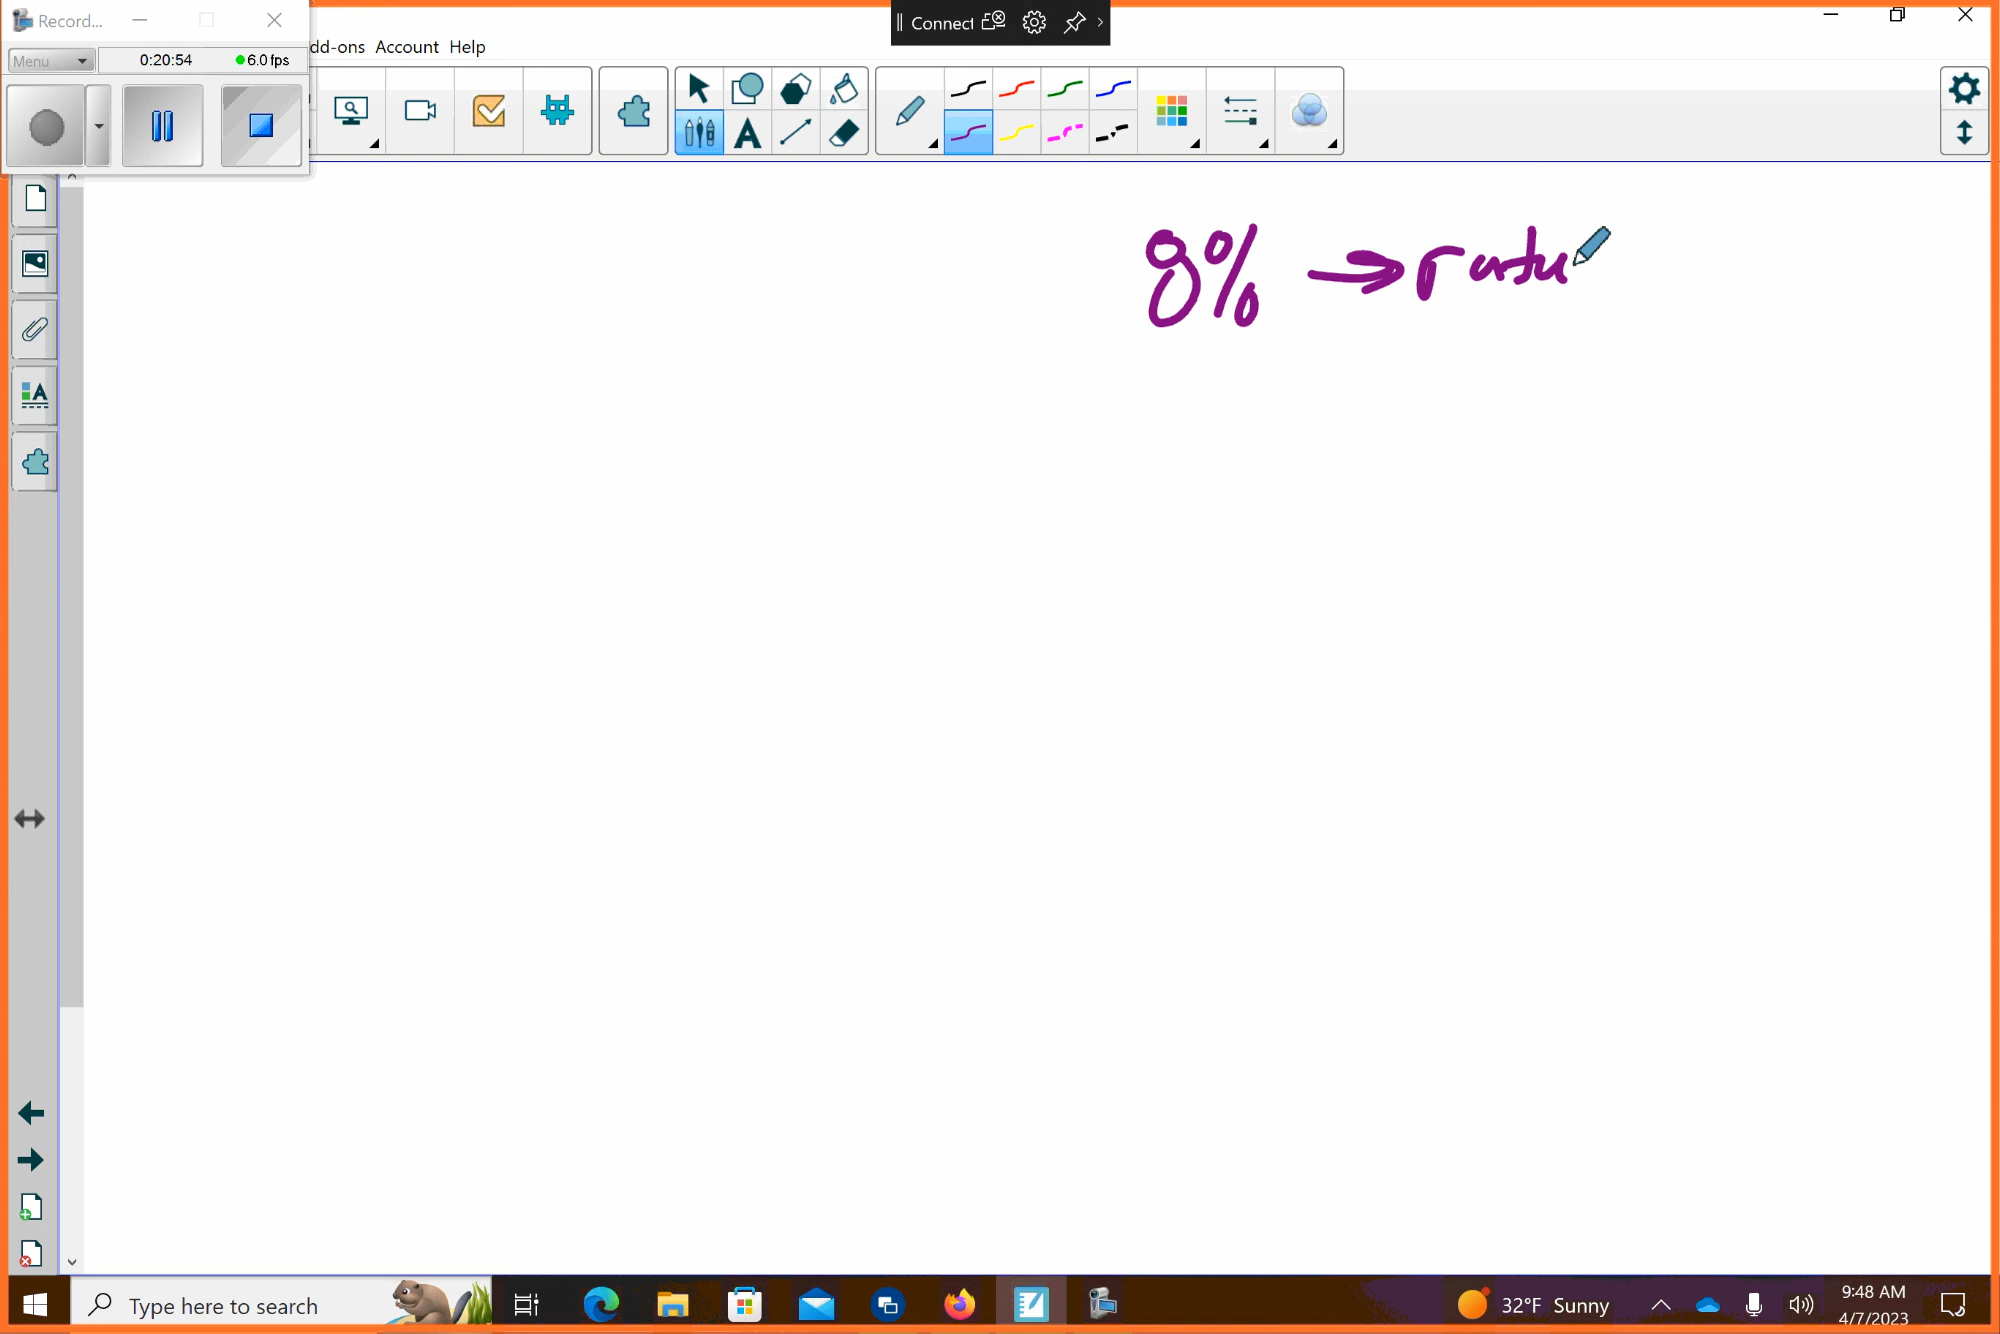 Record...
Menu 0:20:54 6.0 fps
dd-ons Account Help
Connect
8% →
Type here to search
32°F Sunny
9:48 AM
4/7/2023